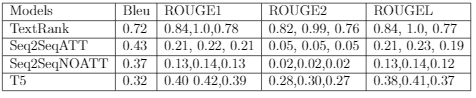 Models Bleu ROUGE1 ROUGE2 ROUGEL
TextRank 0.72 0.84,1.0,0.78 0.82, 0.99, 0.76 0.84, 1.0, 0.77
Seq2SeqATT 0.43 0.21, 0.22, 0.21 0.05, 0.05, 0.05 0.21, 0.23, 0.19
Seq2SeqNOATT 0.37 0.13,0.14,0.13 0.02,0.02,0.02 0.13,0.14,0.12
T5 0.32 0.40 0.42,0.39 0.28,0.30,0.27 0.38,0.41,0.37